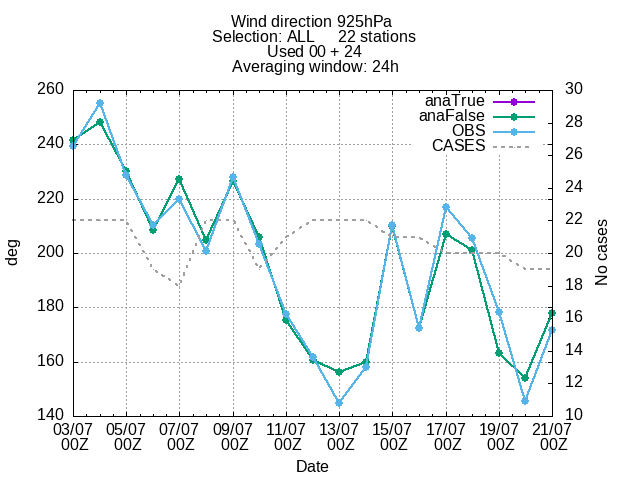 Wind direction 925hPa
Selection: ALL 22 stations
Used 00 + 24
Averaging window: 24h
260
240
220
200
180
160
140
deg
30
28
26
24
22
20
18
16
14
12
10
No cases
anaTrue
anaFalse
OBS
CASES
03/07 05/07 07/07 09/07 11/07 13/07 15/07 17/07 19/07 21/07
00Z 00Z 00Z 00Z 00Z 00Z 00Z 00Z 00Z 00Z
Date